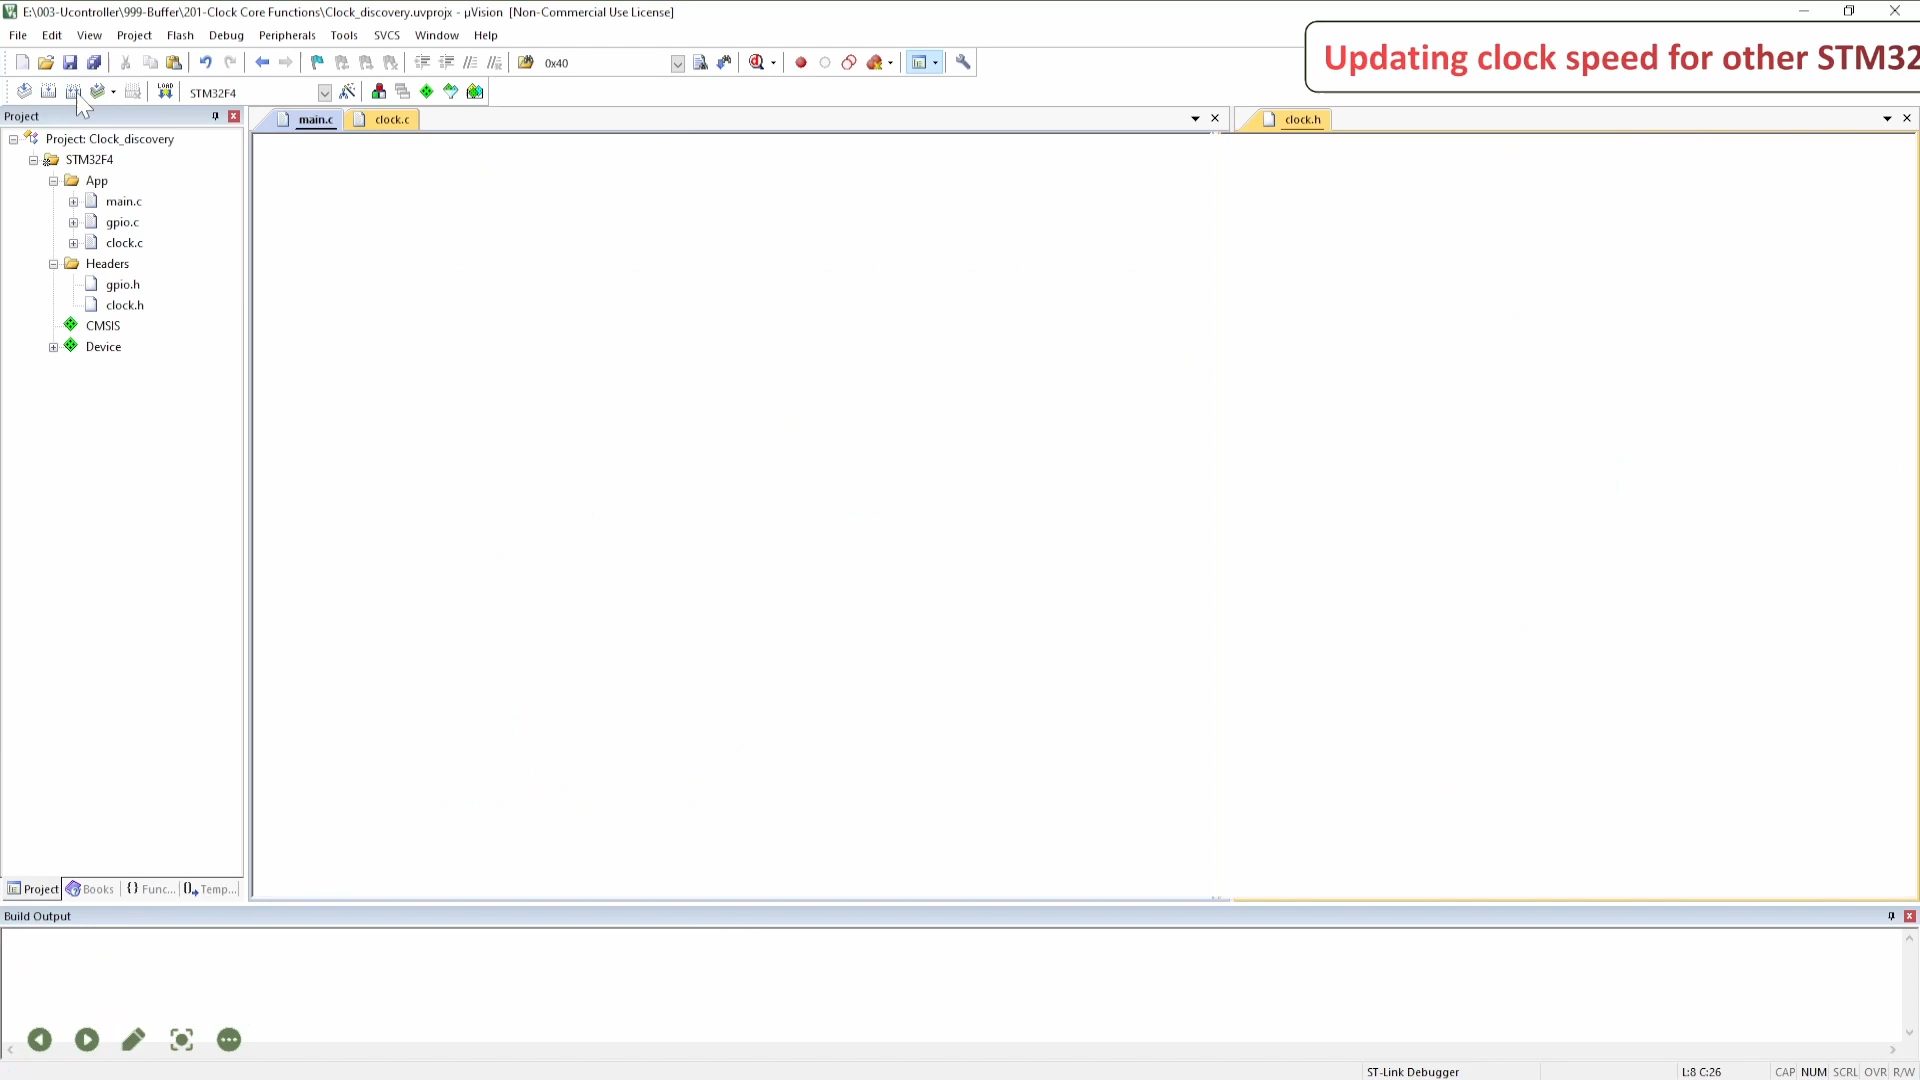 E:\003-Ucontroller\999-Buffer\201-Clock Core Functions\Clock_discovery.uvprojx - µVision [Non-Commercial Use License]
File Edit View Project Flash Debug Peripherals Tools SVCS Window Help
0x40
Updating clock speed for other STM32
LOAD STM32F4
Project
main.c clock.c clock.h
Project: Clock_discovery
STM32F4
App
main.c
gpio.c
clock.c
Headers
gpio.h
clock.h
CMSIS
Device
Project Books {} Func... {} Temp...
Build Output
ST-Link Debugger L:8 C:26 CAP NUM SCRL OVR R/W